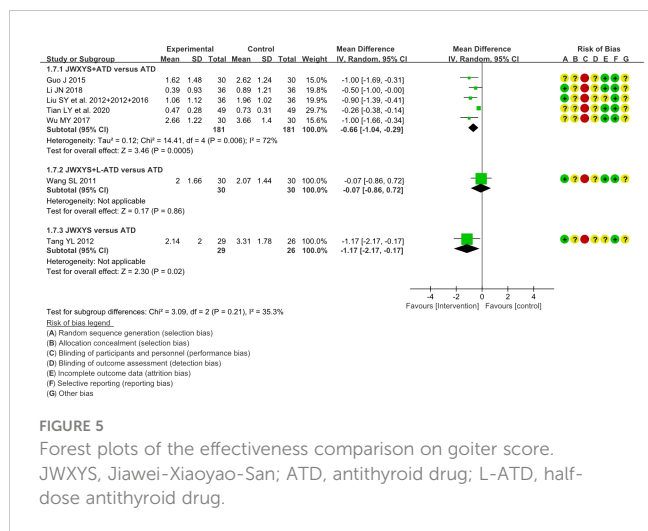 Experimental Control Mean Difference Mean Difference Risk of Bias
Study or Subgroup Mean SD Total Mean SD Total Weight IV, Random, 95% CI IV, Random, 95% CI A B C D E F G
1.7.1 JWXYS+ATD versus ATD
Guo J 2015 1.62 1.48 30 2.62 1.24 30 15.0% -1.00 [-1.69, -0.31] ? ? + + ?
Li JN 2018 0.39 0.93 36 0.89 1.21 36 -0.50 [-1.00, 0.00]
Liu SY et al. 2012+2012+2016 1.06 1.12 36 1.96 1.02 36 -0.90 [-1.39, -0.41]
Tian LY et al. 2020 0.47 0.28 49 0.73 0.31 49 -0.26 [-0.38, -0.14]
Wu MY 2017 2.66 1.22 30 3.66 1.4 30 15.6% -1.00 [-1.66, -0.34]
Subtotal (95% CI) 181 181 100.0% -0.66 [-1.04, -0.29]
Heterogeneity: Tau² = 0.12; Chi² = 14.41, df = 4 (P = 0.006); I² = 72%
Test for overall effect: Z = 3.46 (P = 0.0005)
1.7.2 JWXYS+L-ATD versus ATD
Wang SL 2011 2 1.66 30 2.07 1.44 30 100.0% -0.07 [-0.86, 0.72] + ? ? + + ?
Subtotal (95% CI) 30 30 100.0% -0.07 [-0.86, 0.72]
Heterogeneity: Not applicable
Test for overall effect: Z = 0.17 (P = 0.86)
1.7.3 JWXYS versus ATD
Tang YL 2012 2.14 2 29 3.31 1.78 26 100.0% -1.17 [-2.17, -0.17] + ? ? ? + ?
Subtotal (95% CI) 29 26 100.0% -1.17 [-2.17, -0.17]
Heterogeneity: Not applicable
Test for overall effect: Z = 2.30 (P = 0.02)
-4 -2 0 2 4
Favours [Intervention] Favours [control]
Test for subgroup differences: Chi² = 3.09, df = 2 (P = 0.21), I² = 35.3%
Risk of bias legend
(A) Random sequence generation (selection bias)
(B) Allocation concealment (selection bias)
(C) Blinding of participants and personnel (performance bias)
(D) Blinding of outcome assessment (detection bias)
(E) Incomplete outcome data (attrition bias)
(F) Selective reporting (reporting bias)
(G) Other bias
FIGURE 5
Forest plots of the effectiveness comparison on goiter score.
JWXYS, Jiawei-Xiaoyao-San; ATD, antithyroid drug; L-ATD, half-
dose antithyroid drug.